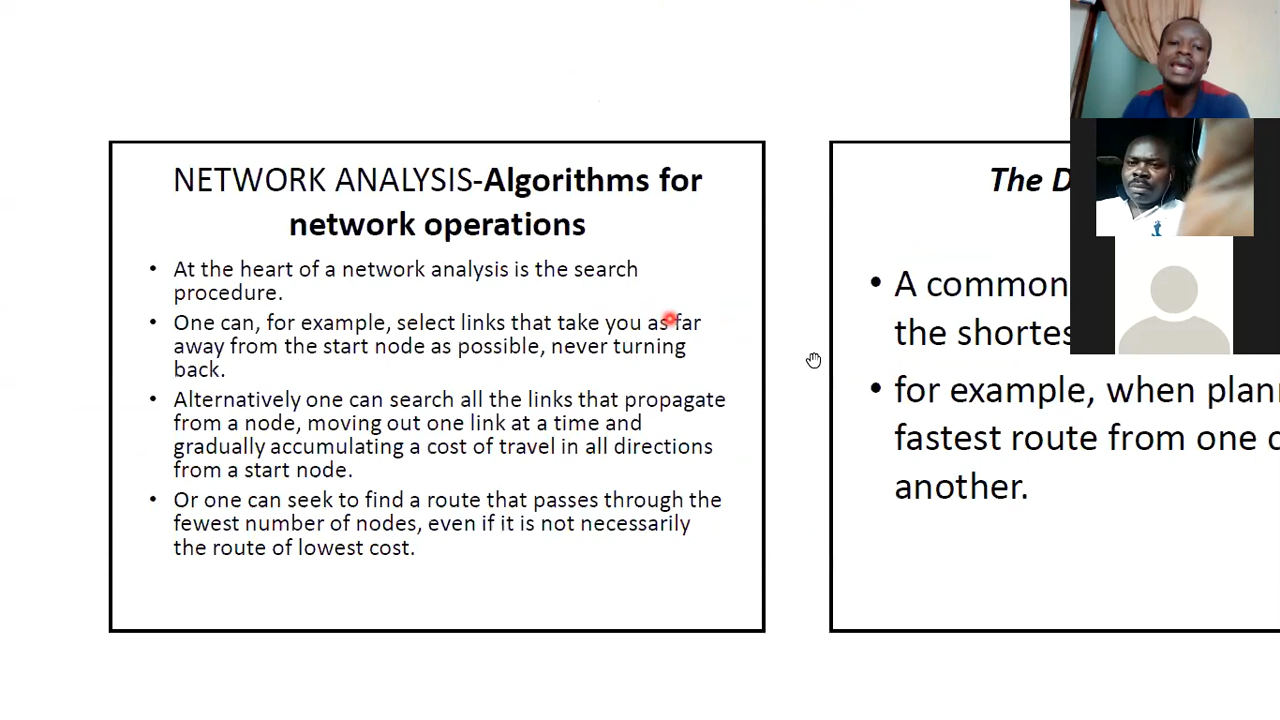 NETWORK ANALYSIS-Algorithms for
network operations
• At the heart of a network analysis is the search
procedure.
• One can, for example, select links that take you as far
away from the start node as possible, never turning
back.
• Alternatively one can search all the links that propagate
from a node, moving out one link at a time and
gradually accumulating a cost of travel in all directions
from a start node.
• Or one can seek to find a route that passes through the
fewest number of nodes, even if it is not necessarily
the route of lowest cost.
The D
• A common
the shortes
• for example, when plan
fastest route from one
another.